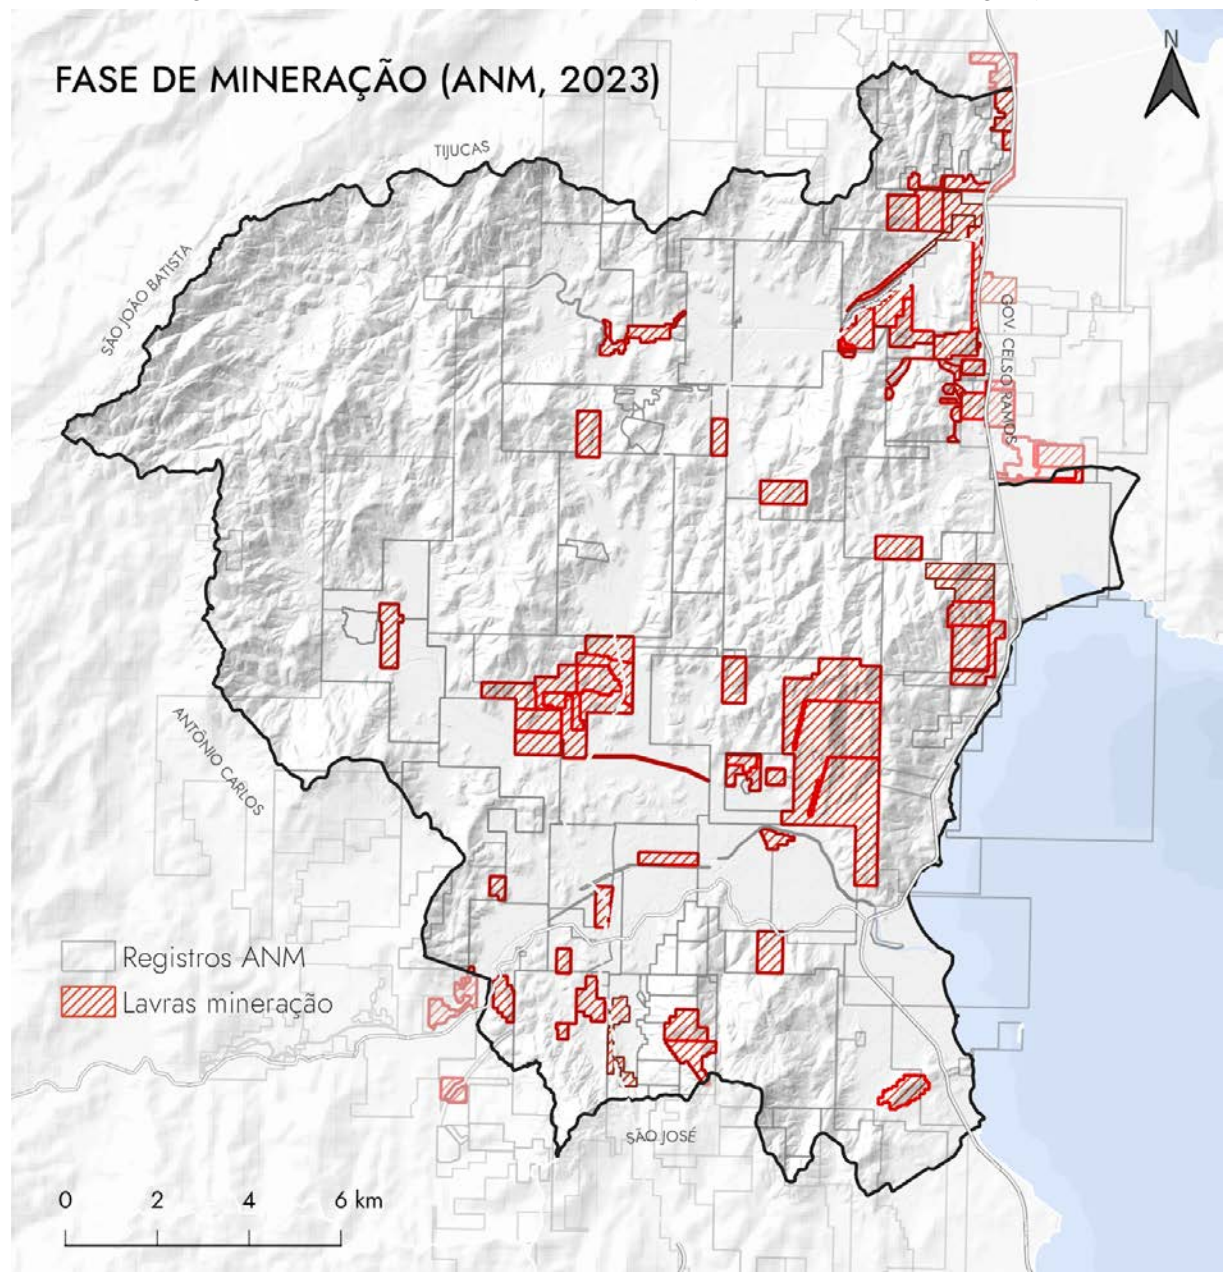 FASE DE MINERAÇÃO (ANM, 2023)
N
TIJUCAS
SÃO JOÃO BATISTA
GOV. CELSO RAMOS
ANTÔNIO CARLOS
Registros ANM
Lavras mineração
SÃO JOSÉ
0 2 4 6 km